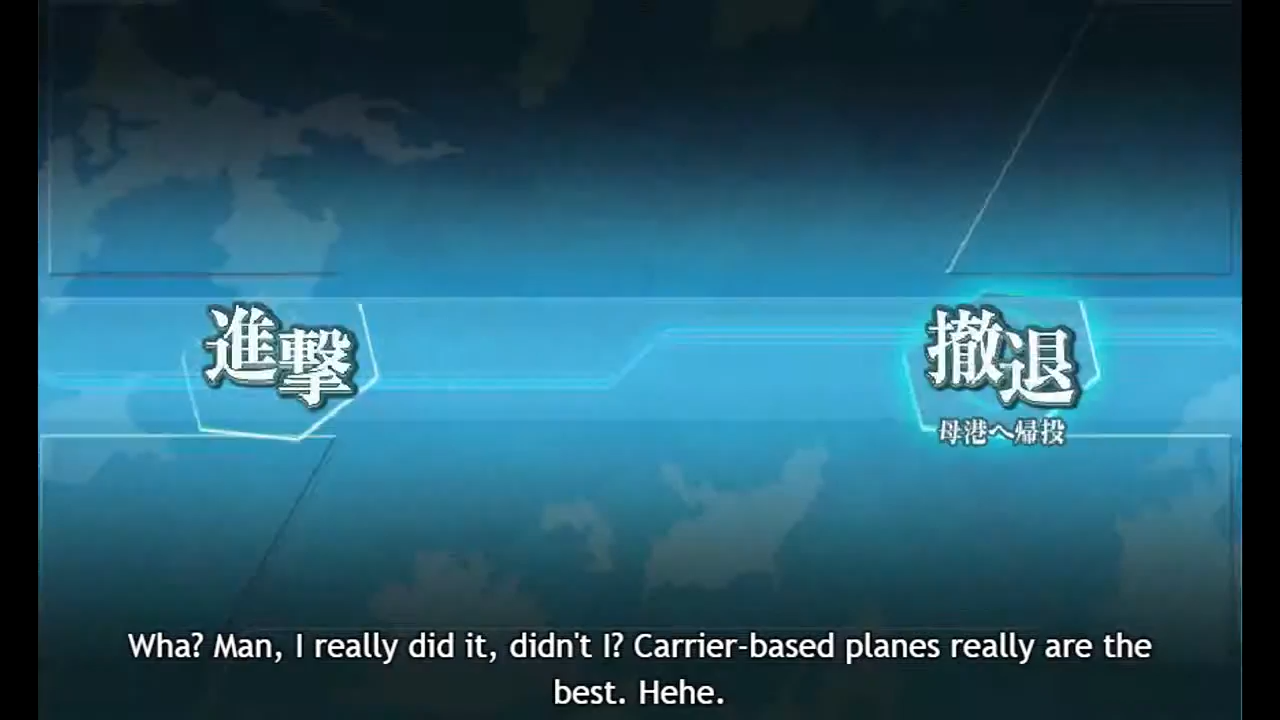 進撃
撤退
母港へ帰投
Wha? Man, I really did it, didn't I? Carrier-based planes really are the
best. Hehe.